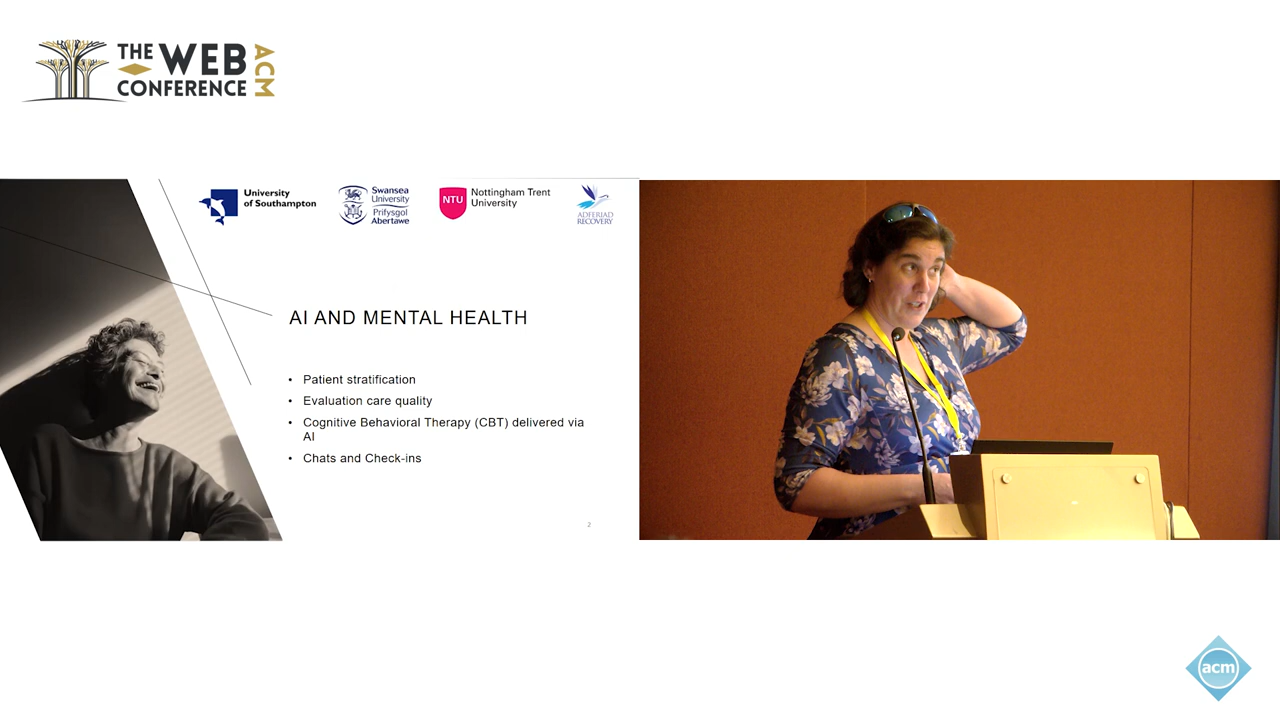 THE WEB
CONFERENCE
ACM
University
of Southampton
Swansea
University
Prifysgol
Abertawe
NTU
Nottingham Trent
University
ADFERIAD
RECOVERY
AI AND MENTAL HEALTH
• Patient stratification
• Evaluation care quality
• Cognitive Behavioral Therapy (CBT) delivered via
AI
• Chats and Check-ins
2
acm